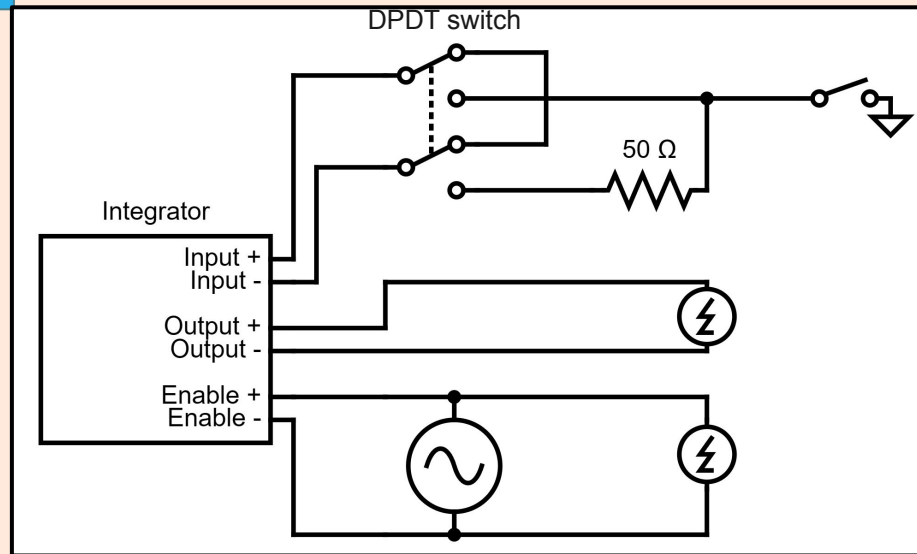 DPDT switch
50 Ω
Integrator
Input +
Input -
Output +
Output -
Enable +
Enable -